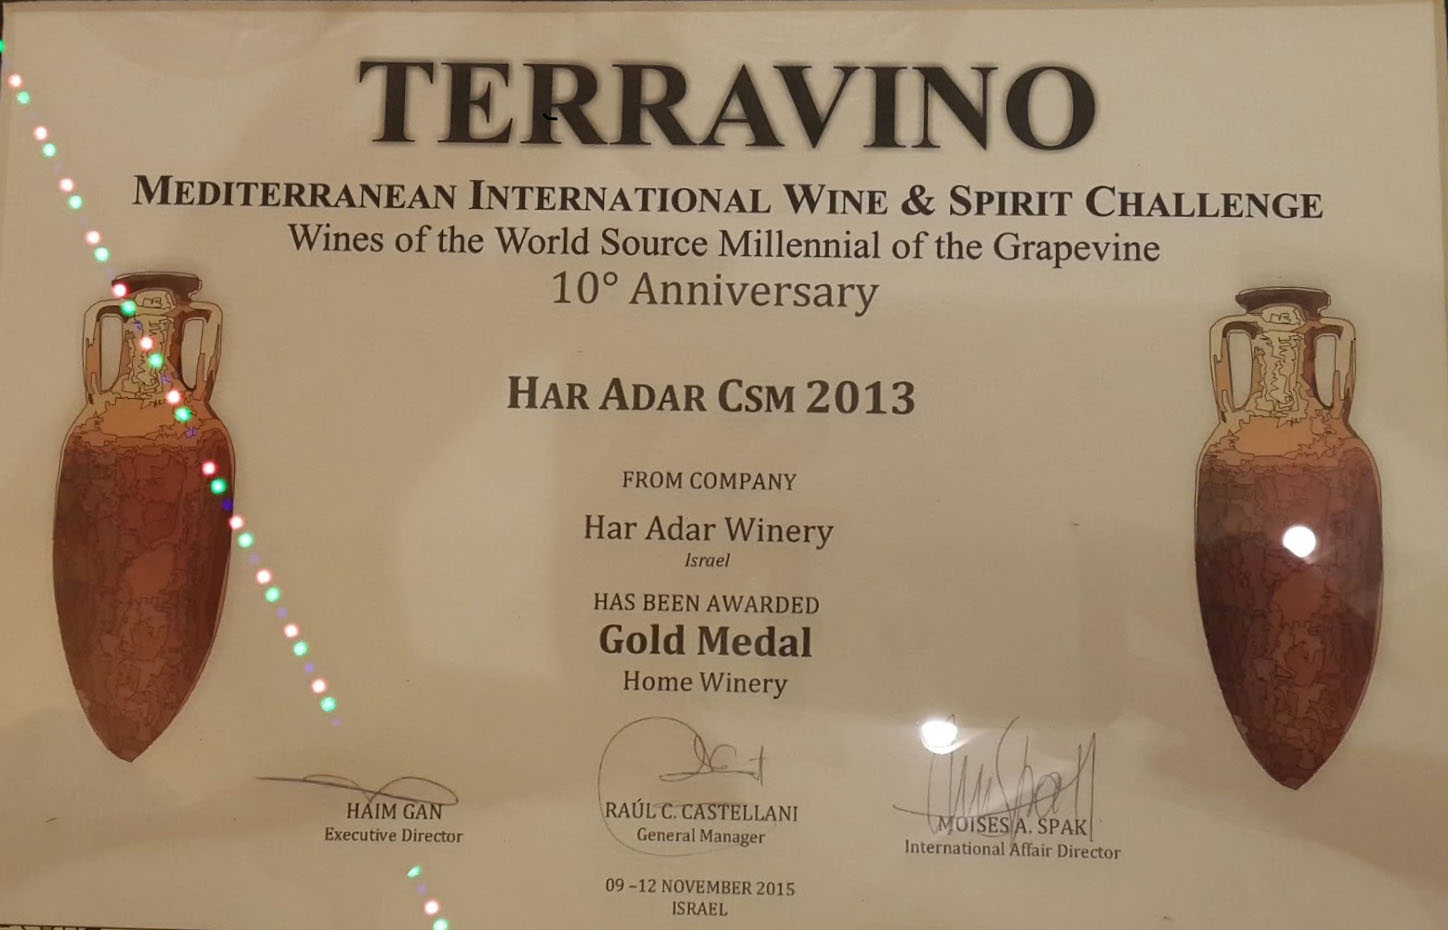 TERRAVINO
MEDITERRANEAN INTERNATIONAL WINE & SPIRIT CHALLENGE
Wines of the World Source Millennial of the Grapevine
10° Anniversary
HAR ADAR CSM 2013
FROM COMPANY
Har Adar Winery
Israel
HAS BEEN AWARDED
Gold Medal
Home Winery
HAIM GAN
Executive Director
RAÚL C. CASTELLANI
General Manager
MOISES A. SPAK
International Affair Director
09 –12 NOVEMBER 2015
ISRAEL